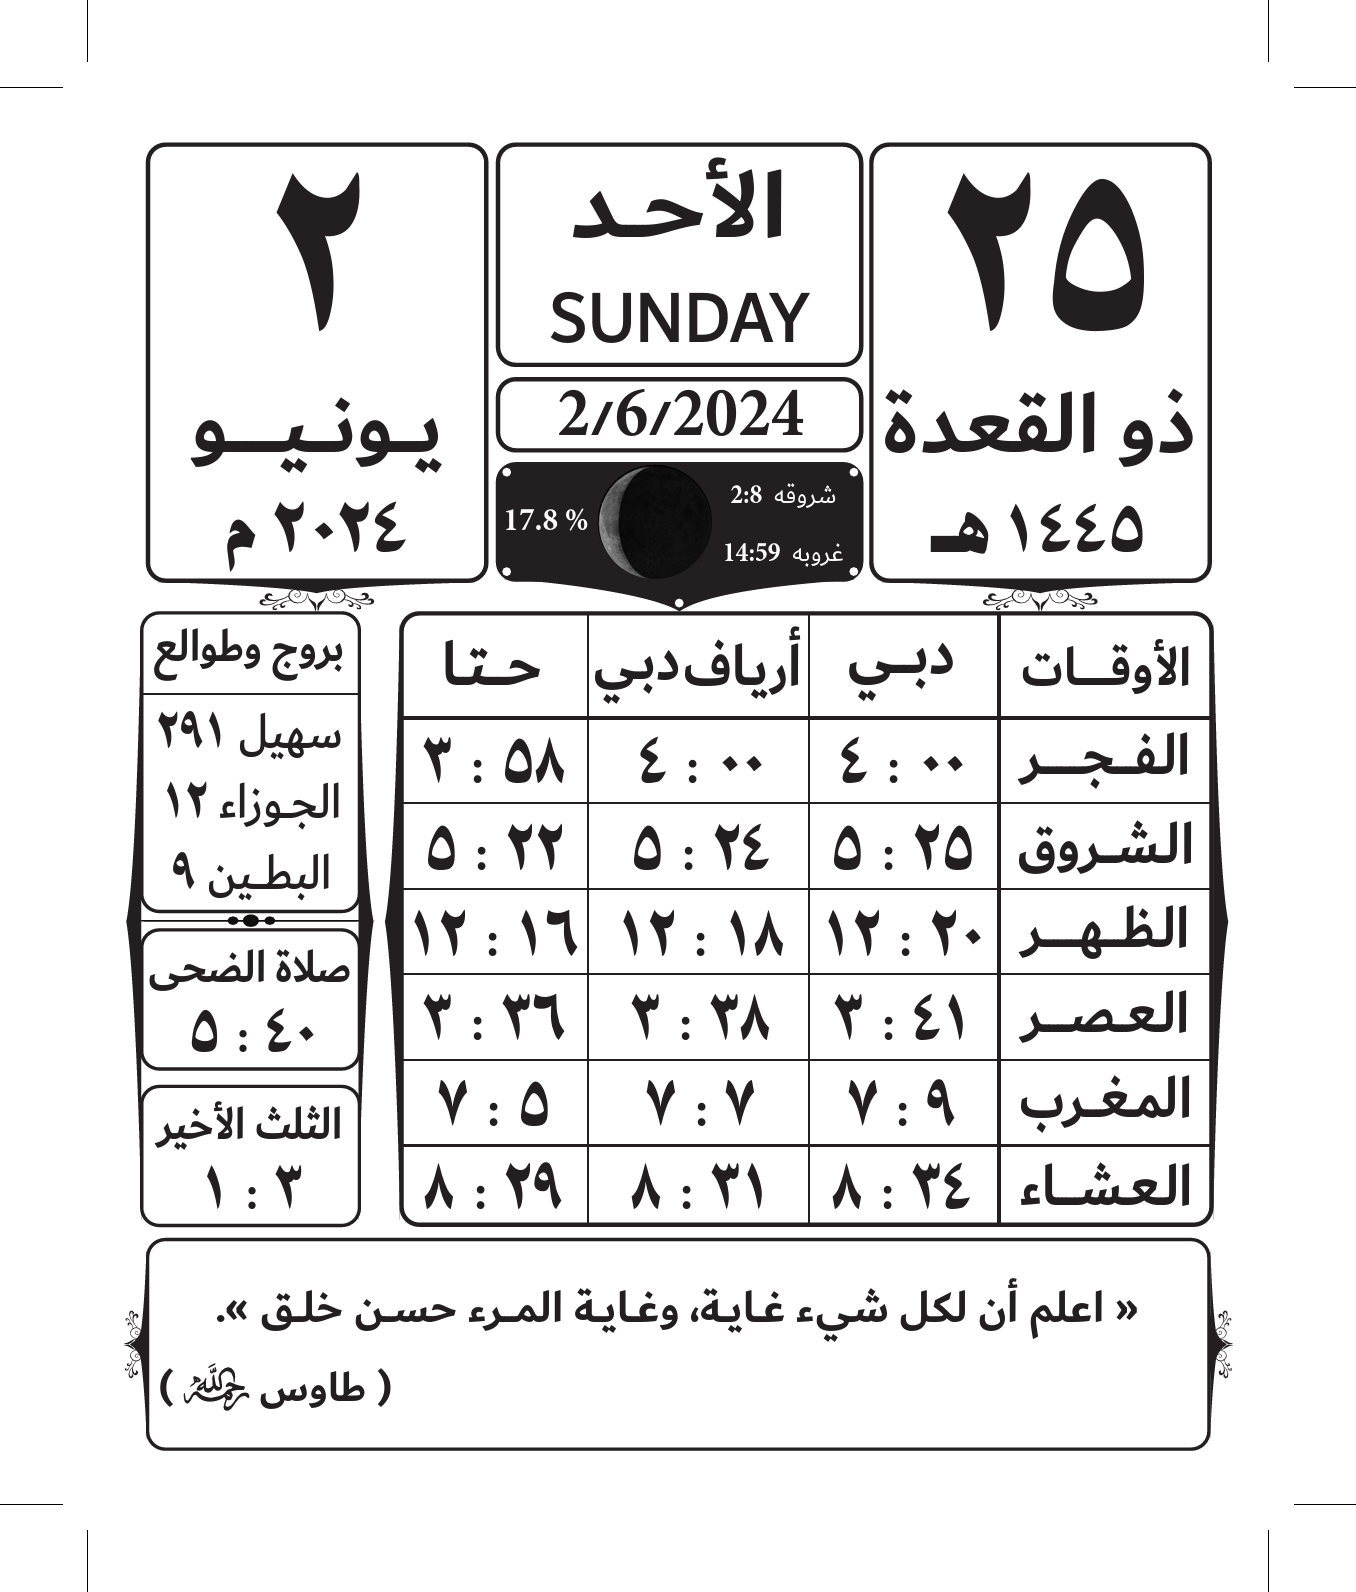 ٢٥
ذو القعدة
١٤٤٥ هـ
الأحد
SUNDAY
2/6/2024
شروقه 2:8
غروبه 14:59
17.8 %
٢
يونيو
٢٠٢٤ م
الأوقات دبي أرياف دبي حتا
الفجر ٤ : ٠٠ ٤ : ٠٠ ٣ : ٥٨
الشروق ٥ : ٢٥ ٥ : ٢٤ ٥ : ٢٢
الظهر ١٢ : ٢٠ ١٢ : ١٨ ١٢ : ١٦
العصر ٣ : ٤١ ٣ : ٣٨ ٣ : ٣٦
المغرب ٧ : ٩ ٧ : ٧ ٧ : ٥
العشاء ٨ : ٣٤ ٨ : ٣١ ٨ : ٢٩
بروج وطوالع
سهيل ٢٩١
الجوزاء ١٢
البطين ٩
صلاة الضحى
٥ : ٤٠
الثلث الأخير
١ : ٣
« اعلم أن لكل شيء غاية، وغاية المرء حسن خلق ».
( طاوس رحمه الله )